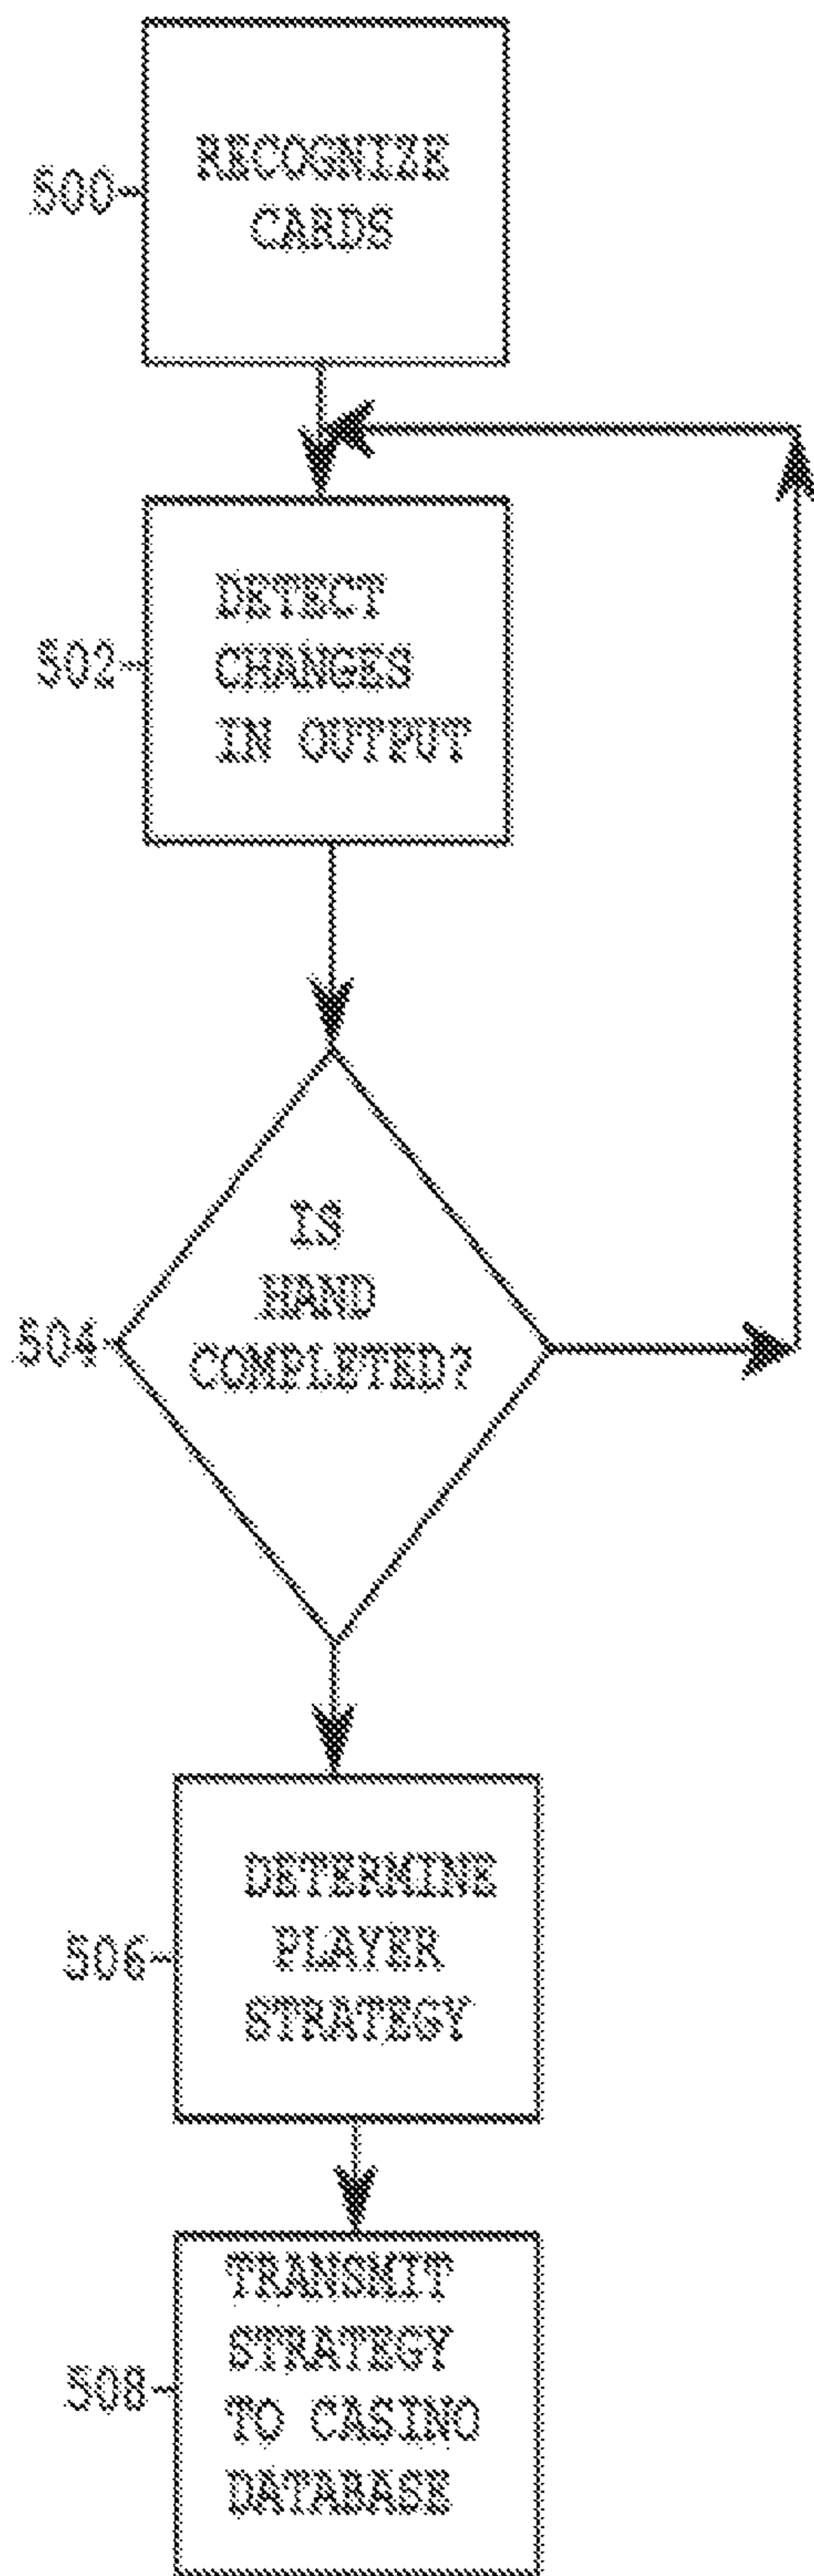 500
RECOGNIZE
CARDS
502
DETECT
CHANGES
IN OUTPUT
504
IS
HAND
COMPLETED?
506
DETERMINE
PLAYER
STRATEGY
508
TRANSMIT
STRATEGY
TO CASINO
DATABASE